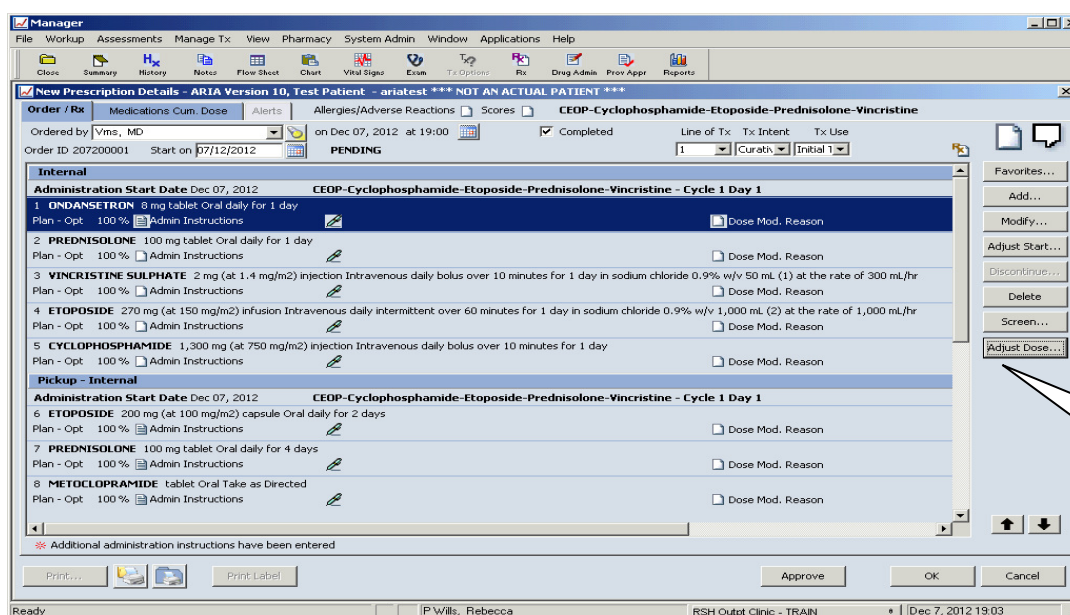 Manager
File Workup Assessments Manage Tx View Pharmacy System Admin Window Applications Help
Close Summary History Notes Flow Sheet Chart Vital Signs Exam Tx Options Rx Drug Admin Prov Appr Reports
New Prescription Details - ARIA Version 10, Test Patient - ariatest *** NOT AN ACTUAL PATIENT ***
Order / Rx Medications Cum. Dose Alerts Allergies/Adverse Reactions Scores CEOP-Cyclophosphamide-Etoposide-Prednisolone-Vincristine
Ordered by Vms, MD on Dec 07, 2012 at 19:00 Completed Line of Tx Tx Intent Tx Use
Order ID 207200001 Start on 07/12/2012 PENDING 1 Curativ Initial T
Internal
Administration Start Date Dec 07, 2012 CEOP-Cyclophosphamide-Etoposide-Prednisolone-Vincristine - Cycle 1 Day 1
1 ONDANSETRON 8 mg tablet Oral daily for 1 day
Plan - Opt 100 % Admin Instructions Dose Mod. Reason
2 PREDNISOLONE 100 mg tablet Oral daily for 1 day
Plan - Opt 100 % Admin Instructions Dose Mod. Reason
3 VINCRISTINE SULPHATE 2 mg (at 1.4 mg/m2) injection Intravenous daily bolus over 10 minutes for 1 day in sodium chloride 0.9% w/v 50 mL (1) at the rate of 300 mL/hr
Plan - Opt 100 % Admin Instructions Dose Mod. Reason
4 ETOPOSIDE 270 mg (at 150 mg/m2) infusion Intravenous daily intermittent over 60 minutes for 1 day in sodium chloride 0.9% w/v 1,000 mL (2) at the rate of 1,000 mL/hr
Plan - Opt 100 % Admin Instructions Dose Mod. Reason
5 CYCLOPHOSPHAMIDE 1,300 mg (at 750 mg/m2) injection Intravenous daily bolus over 10 minutes for 1 day
Plan - Opt 100 % Admin Instructions Dose Mod. Reason
Pickup - Internal
Administration Start Date Dec 07, 2012 CEOP-Cyclophosphamide-Etoposide-Prednisolone-Vincristine - Cycle 1 Day 1
6 ETOPOSIDE 200 mg (at 100 mg/m2) capsule Oral daily for 2 days
Plan - Opt 100 % Admin Instructions Dose Mod. Reason
7 PREDNISOLONE 100 mg tablet Oral daily for 4 days
Plan - Opt 100 % Admin Instructions Dose Mod. Reason
8 METOCLOPRAMIDE tablet Oral Take as Directed
Plan - Opt 100 % Admin Instructions Dose Mod. Reason
Additional administration instructions have been entered
Favorites...
Add...
Modify...
Adjust Start...
Discontinue...
Delete
Screen...
Adjust Dose...
Print... Print Label Approve OK Cancel
Ready P Wills, Rebecca RSH Outpt Clinic - TRAIN Dec 7, 2012 19:03